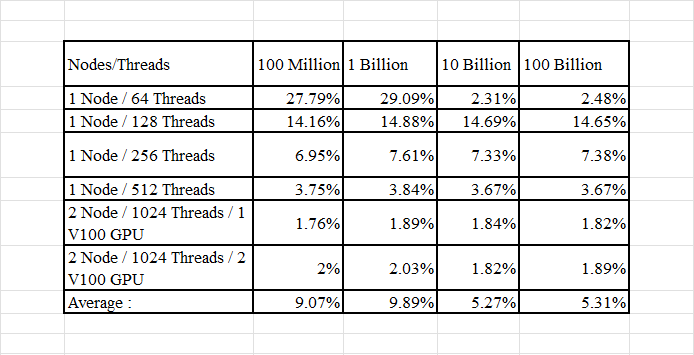 Nodes/Threads 100 Million 1 Billion 10 Billion 100 Billion
1 Node / 64 Threads 27.79% 29.09% 2.31% 2.48%
1 Node / 128 Threads 14.16% 14.88% 14.69% 14.65%
1 Node / 256 Threads 6.95% 7.61% 7.33% 7.38%
1 Node / 512 Threads 3.75% 3.84% 3.67% 3.67%
2 Node / 1024 Threads / 1
V100 GPU 1.76% 1.89% 1.84% 1.82%
2 Node / 1024 Threads / 2
V100 GPU 2% 2.03% 1.82% 1.89%
Average : 9.07% 9.89% 5.27% 5.31%